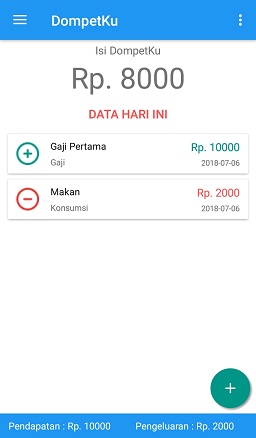 DompetKu
Isi DompetKu
Rp. 8000
DATA HARI INI
Gaji Pertama Rp. 10000
Gaji 2018-07-06
Makan Rp. 2000
Konsumsi 2018-07-06
Pendapatan : Rp. 10000 Pengeluaran : Rp. 2000